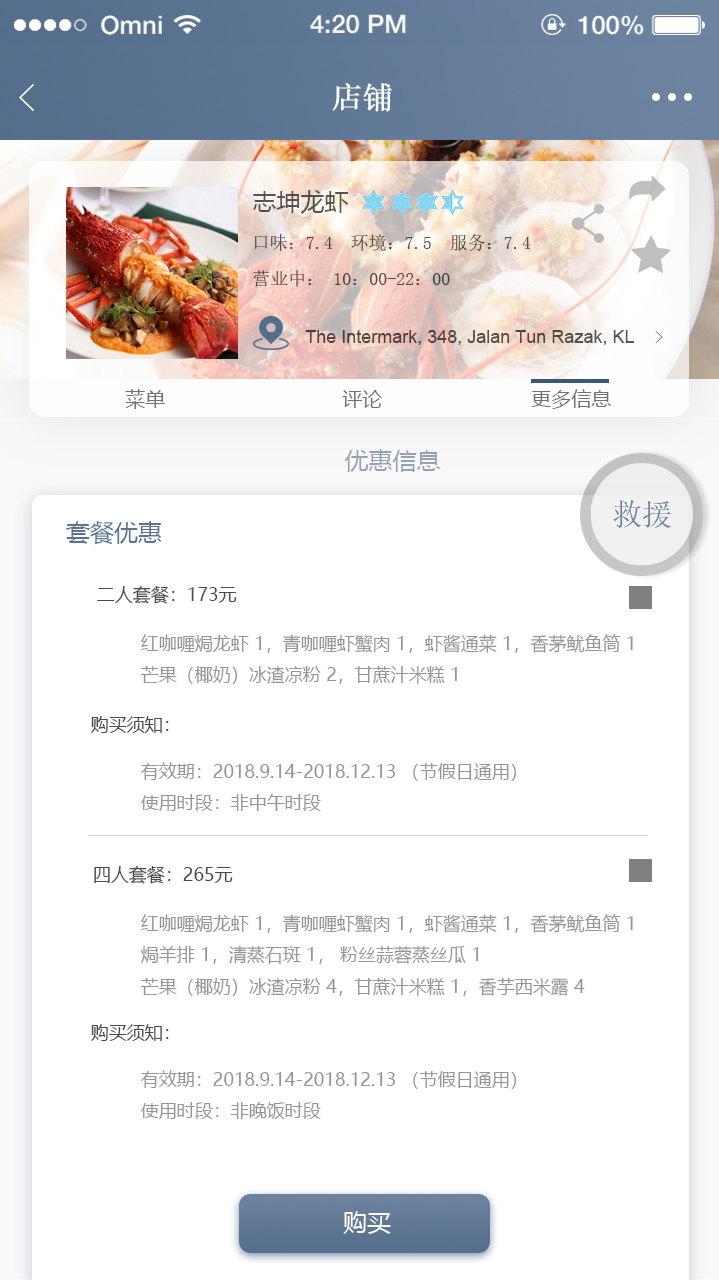 Omni 4:20 PM 100%
店铺
志坤龙虾
口味：7.4 环境：7.5 服务：7.4
营业中： 10：00-22：00
The Intermark, 348, Jalan Tun Razak, KL
菜单 评论 更多信息
优惠信息
救援
套餐优惠
二人套餐：173元
红咖喱焗龙虾 1，青咖喱虾蟹肉 1，虾酱通菜 1，香茅鱿鱼筒 1
芒果（椰奶）冰渣凉粉 2，甘蔗汁米糕 1
购买须知：
有效期：2018.9.14-2018.12.13 （节假日通用）
使用时段：非中午时段
四人套餐：265元
红咖喱焗龙虾 1，青咖喱虾蟹肉 1，虾酱通菜 1，香茅鱿鱼筒 1
焗羊排 1，清蒸石斑 1， 粉丝蒜蓉蒸丝瓜 1
芒果（椰奶）冰渣凉粉 4，甘蔗汁米糕 1，香芋西米露 4
购买须知：
有效期：2018.9.14-2018.12.13 （节假日通用）
使用时段：非晚饭时段
购买